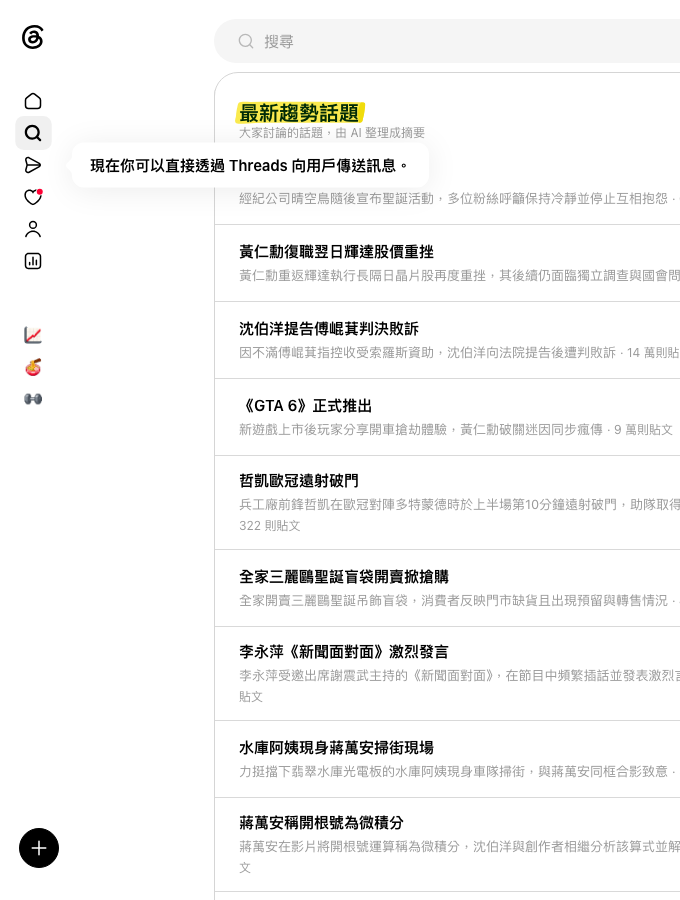 搜尋
最新趨勢話題
大家討論的話題，由 AI 整理成摘要
現在你可以直接透過 Threads 向用戶傳送訊息。
經紀公司晴空鳥隨後宣布聖誕活動，多位粉絲呼籲保持冷靜並停止互相抱怨 ·
黃仁勳復職翌日輝達股價重挫
黃仁勳重返輝達執行長隔日晶片股再度重挫，其後續仍面臨獨立調查與國會問
沈伯洋提告傅崐萁判決敗訴
因不滿傅崐萁指控收受索羅斯資助，沈伯洋向法院提告後遭判敗訴 · 14 萬則貼
《GTA 6》正式推出
新遊戲上市後玩家分享開車搶劫體驗，黃仁勳破關迷因同步瘋傳 · 9 萬則貼文
哲凱歐冠遠射破門
兵工廠前鋒哲凱在歐冠對陣多特蒙德時於上半場第10分鐘遠射破門，助隊取得
322 則貼文
全家三麗鷗聖誕盲袋開賣掀搶購
全家開賣三麗鷗聖誕吊飾盲袋，消費者反映門市缺貨且出現預留與轉售情況 ·
李永萍《新聞面對面》激烈發言
李永萍受邀出席謝震武主持的《新聞面對面》，在節目中頻繁插話並發表激烈言
貼文
水庫阿姨現身蔣萬安掃街現場
力挺擋下翡翠水庫光電板的水庫阿姨現身車隊掃街，與蔣萬安同框合影致意 ·
蔣萬安稱開根號為微積分
蔣萬安在影片將開根號運算稱為微積分，沈伯洋與創作者相繼分析該算式並解
文